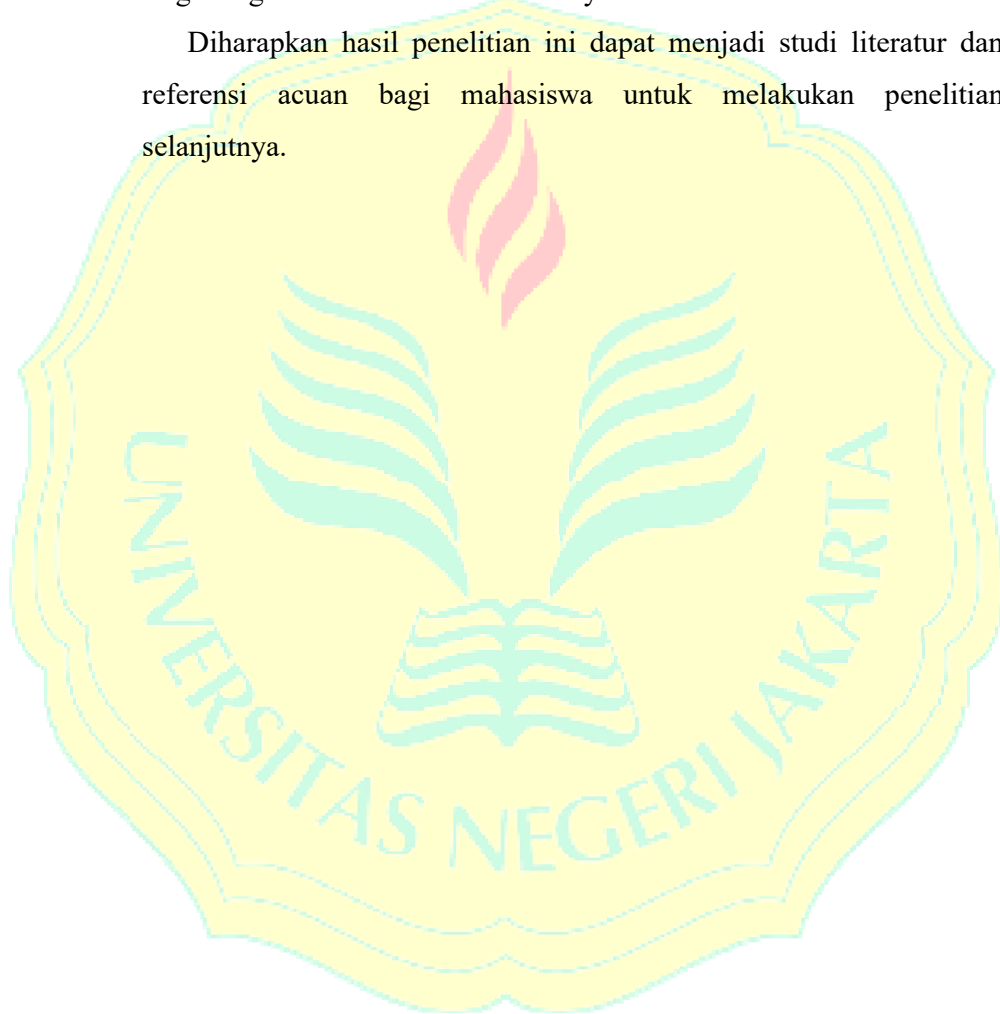 Diharapkan hasil penelitian ini dapat menjadi studi literatur dan
referensi acuan bagi mahasiswa untuk melakukan penelitian
selanjutnya.
UNIVERSITAS NEGERI JAKARTA